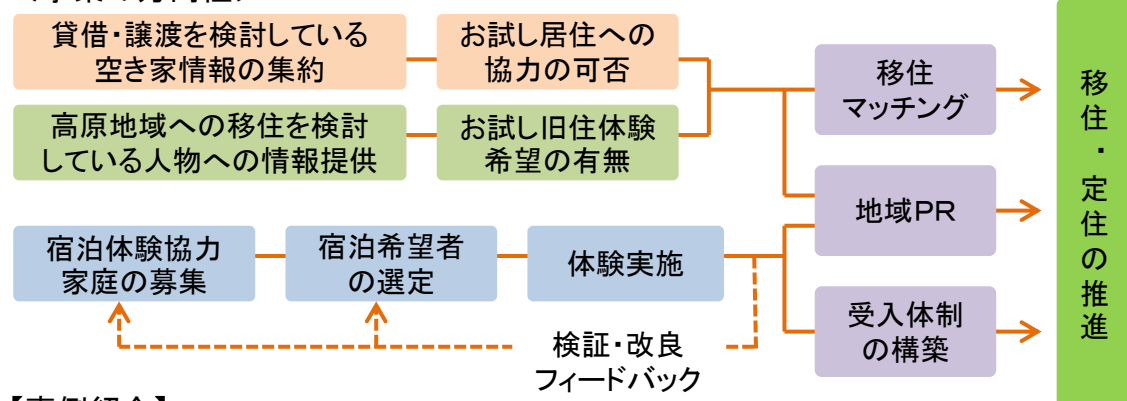 貸借・譲渡を検討している
空き家情報の集約
お試し居住への
協力の可否
高原地域への移住を検討
している人物への情報提供
お試し旧住体験
希望の有無
移住
マッチング
地域PR
宿泊体験協力
家庭の募集
宿泊希望者
の選定
体験実施
受入体制
の構築
検証・改良
フィードバック
移住・定住の推進